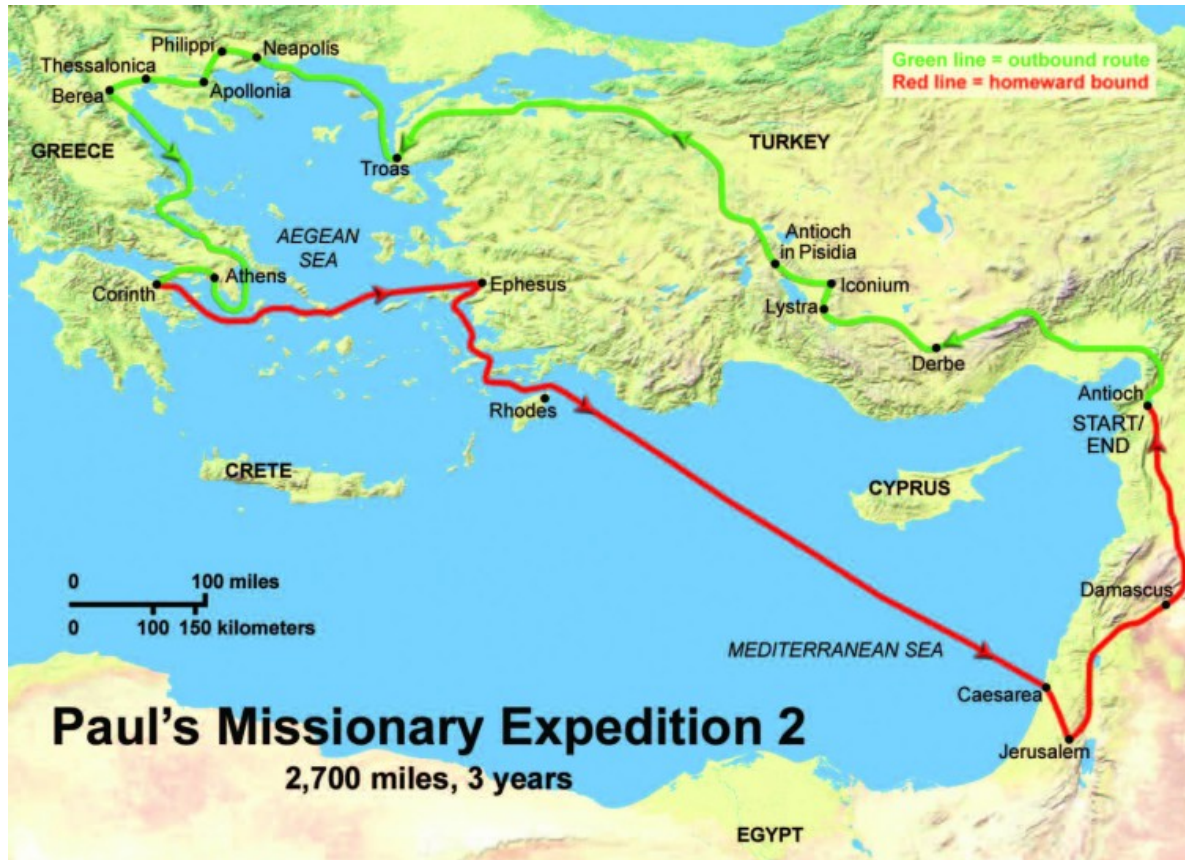 Philippi
Neapolis
Thessalonica
Berea
Apollonia
Green line = outbound route
Red line = homeward bound
GREECE
TURKEY
Troas
AEGEAN
SEA
Antioch
in Pisidia
Athens
Corinth
Ephesus
Iconium
Lystra
Derbe
Rhodes
Antioch
START/
END
CRETE
CYPRUS
0 100 miles
0 100 150 kilometers
Damascus
MEDITERRANEAN SEA
Caesarea
Paul's Missionary Expedition 2
2,700 miles, 3 years
Jerusalem
EGYPT